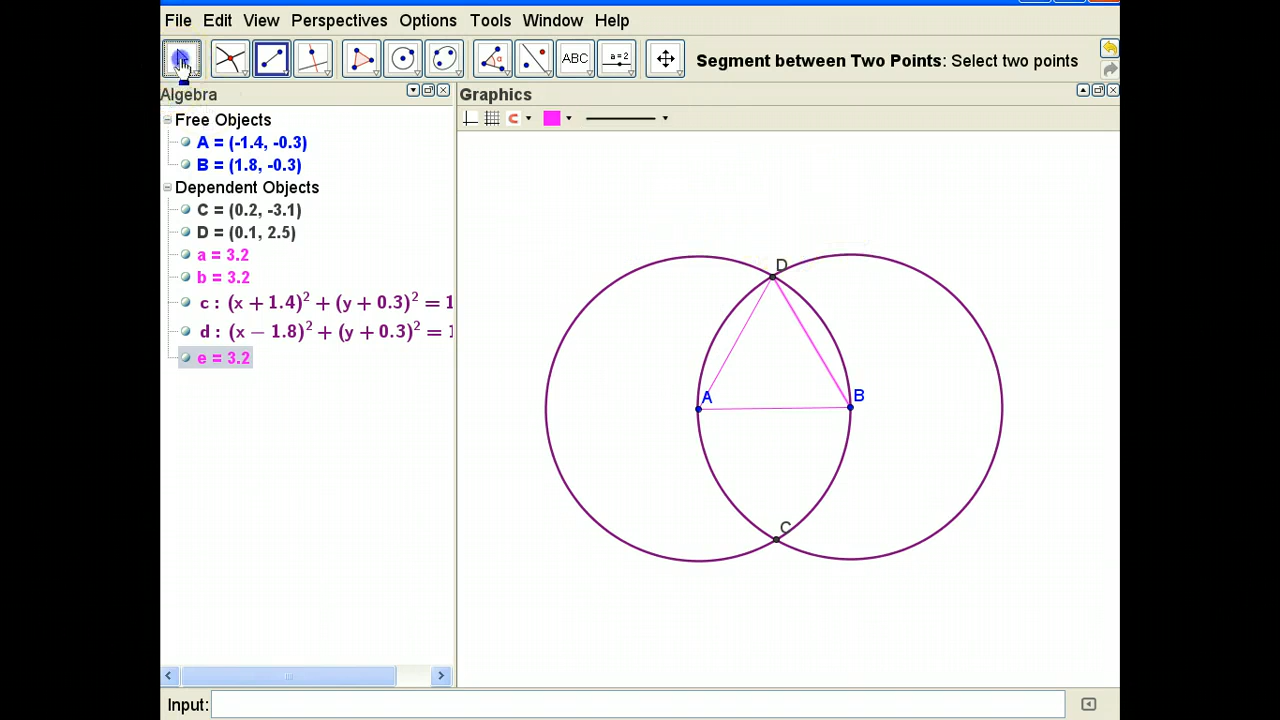 File Edit View Perspectives Options Tools Window Help
ABC a=2 Segment between Two Points: Select two points
Algebra
Graphics
Free Objects
A = (-1.4, -0.3)
B = (1.8, -0.3)
Dependent Objects
C = (0.2, -3.1)
D = (0.1, 2.5)
a = 3.2
b = 3.2
c : (x + 1.4)² + (y + 0.3)² = 1
d : (x − 1.8)² + (y + 0.3)² = 1
e = 3.2
D
A
B
C
Input: